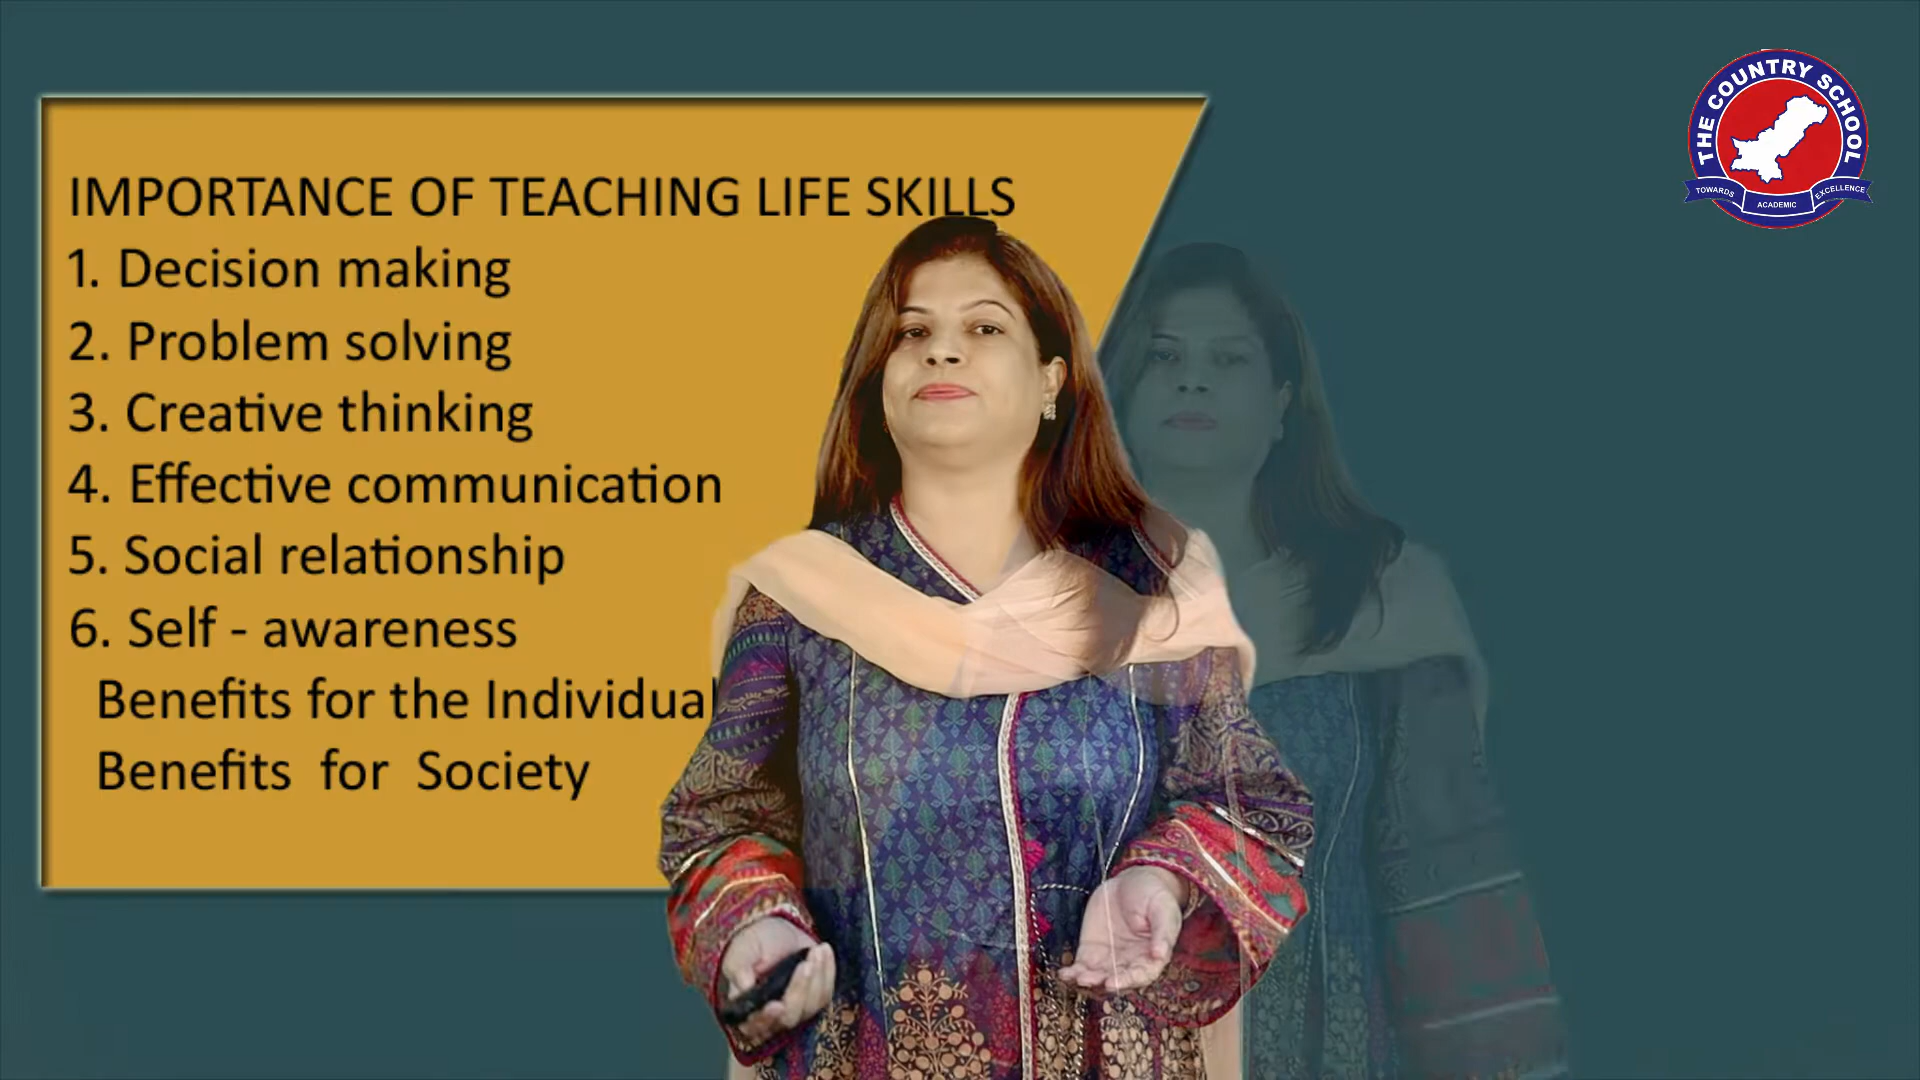 IMPORTANCE OF TEACHING LIFE SKILLS
1. Decision making
2. Problem solving
3. Creative thinking
4. Effective communication
5. Social relationship
6. Self - awareness
Benefits for the Individual
Benefits for Society
THE COUNTRY SCHOOL
TOWARDS ACADEMIC EXCELLENCE